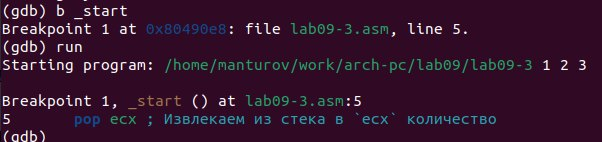 (gdb) b _start
Breakpoint 1 at 0x80490e8: file lab09-3.asm, line 5.
(gdb) run
Starting program: /home/manturov/work/arch-pc/lab09/lab09-3 1 2 3
Breakpoint 1, _start () at lab09-3.asm:5
5 pop ecx ; Извлекаем из стека в `ecx` количество
(gdb)